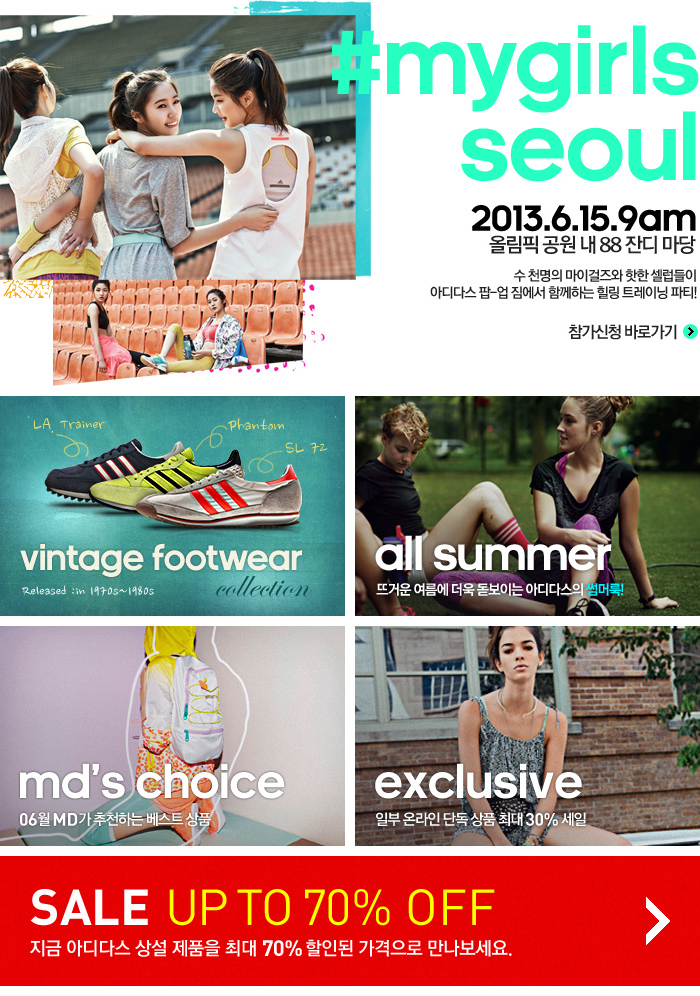 #mygirls
seoul
2013.6.15.9am
올림픽 공원 내 88 잔디 마당
수 천명의 마이걸즈와 핫한 셀럽들이
아디다스 팝-업 짐에서 함께하는 힐링 트레이닝 파티!
참가신청 바로가기
LA Trainer
Phantom
SL 72
vintage footwear
collection
Released : in 1970s~1980s
all summer
뜨거운 여름에 더욱 돋보이는 아디다스의 썸머룩!
md's choice
06월 MD가 추천하는 베스트 상품
exclusive
일부 온라인 단독 상품 최대 30% 세일
SALE UP TO 70% OFF
지금 아디다스 상설 제품을 최대 70% 할인된 가격으로 만나보세요.